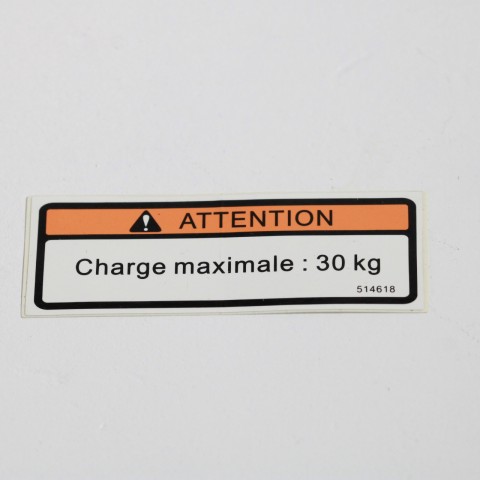 ATTENTION
Charge maximale : 30 kg
514618